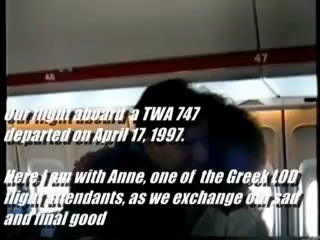 48
47
Our flight aboard a TWA 747
departed on April 17, 1997.
Here I am with Anne, one of the Greek LOD
flight attendants, as we exchange our sad
and final good